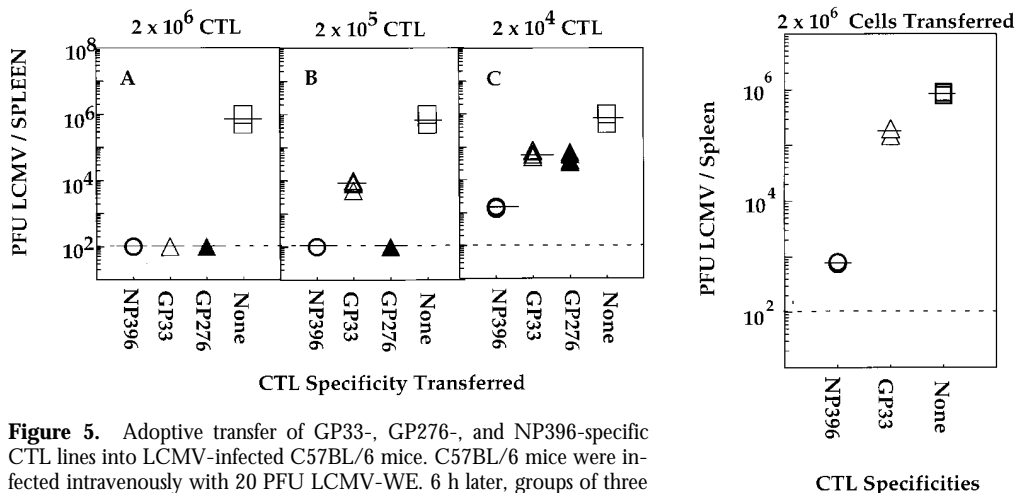 2 x 10^6 CTL
2 x 10^5 CTL
2 x 10^4 CTL
PFU LCMV / SPLEEN
10^8
10^6
10^4
10^2
A
B
C
NP396
GP33
GP276
None
NP396
GP33
GP276
None
NP396
GP33
GP276
None
CTL Specificity Transferred
Figure 5. Adoptive transfer of GP33-, GP276-, and NP396-specific
CTL lines into LCMV-infected C57BL/6 mice. C57BL/6 mice were in-
fected intravenously with 20 PFU LCMV-WE. 6 h later, groups of three
2 x 10^6 Cells Transferred
PFU LCMV / Spleen
10^6
10^4
10^2
NP396
GP33
None
CTL Specificities